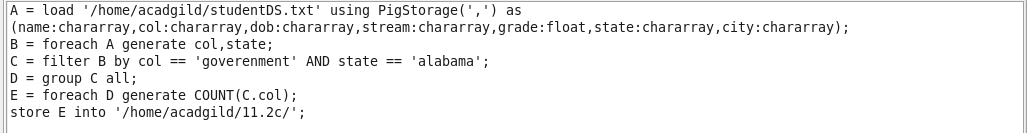 A = load '/home/acadgild/studentDS.txt' using PigStorage(',') as
(name:chararray,col:chararray,dob:chararray,stream:chararray,grade:float,state:chararray,city:chararray);
B = foreach A generate col,state;
C = filter B by col == 'goverenment' AND state == 'alabama';
D = group C all;
E = foreach D generate COUNT(C.col);
store E into '/home/acadgild/11.2c/';